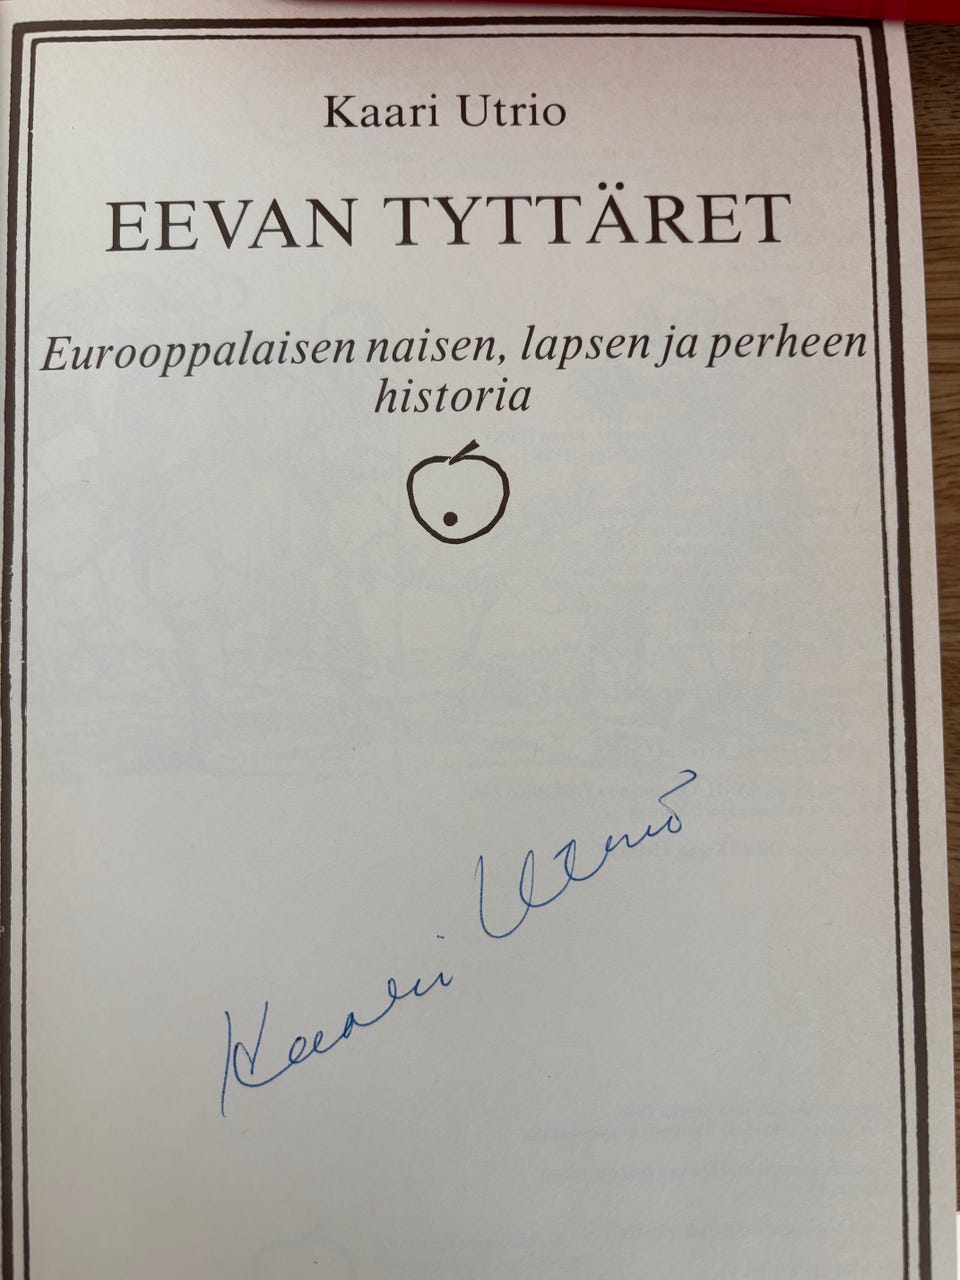 Kaari Utrio
EEVAN TYTTÄRET
Eurooppalaisen naisen, lapsen ja perheen
historia
Kaari Utrio